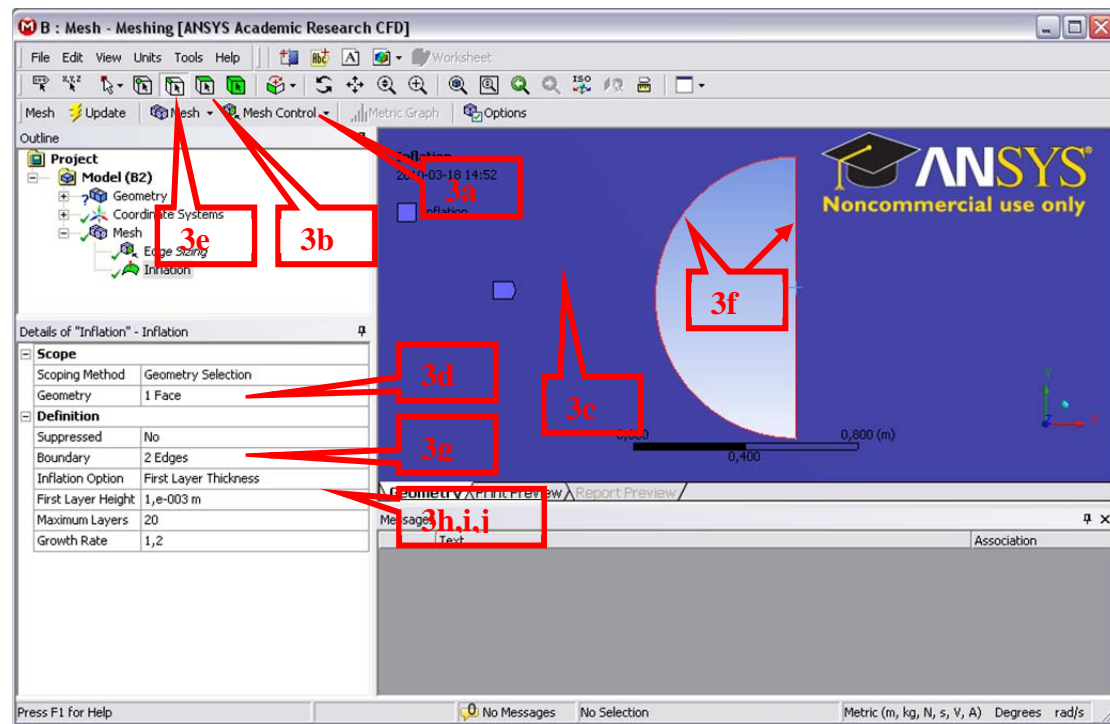 B : Mesh - Meshing [ANSYS Academic Research CFD]
File Edit View Units Tools Help Worksheet
Mesh Update Mesh Mesh Control Metric Graph Options
Outline
Project
Model (B2)
Geometry
Coordinate Systems
Mesh
Edge Sizing
Inflation
3e
3b
3a
Inflation
2010-03-18 14:52
Inflation
ANSYS
Noncommercial use only
3f
3c
3d
3g
3h,i,j
0,000 0,800 (m)
0,400
Y
X
Z
Details of "Inflation" - Inflation
Scope
Scoping Method Geometry Selection
Geometry 1 Face
Definition
Suppressed No
Boundary 2 Edges
Inflation Option First Layer Thickness
First Layer Height 1,e-003 m
Maximum Layers 20
Growth Rate 1,2
Geometry Print Preview Report Preview
Messages
Text Association
Press F1 for Help 0 No Messages No Selection Metric (m, kg, N, s, V, A) Degrees rad/s